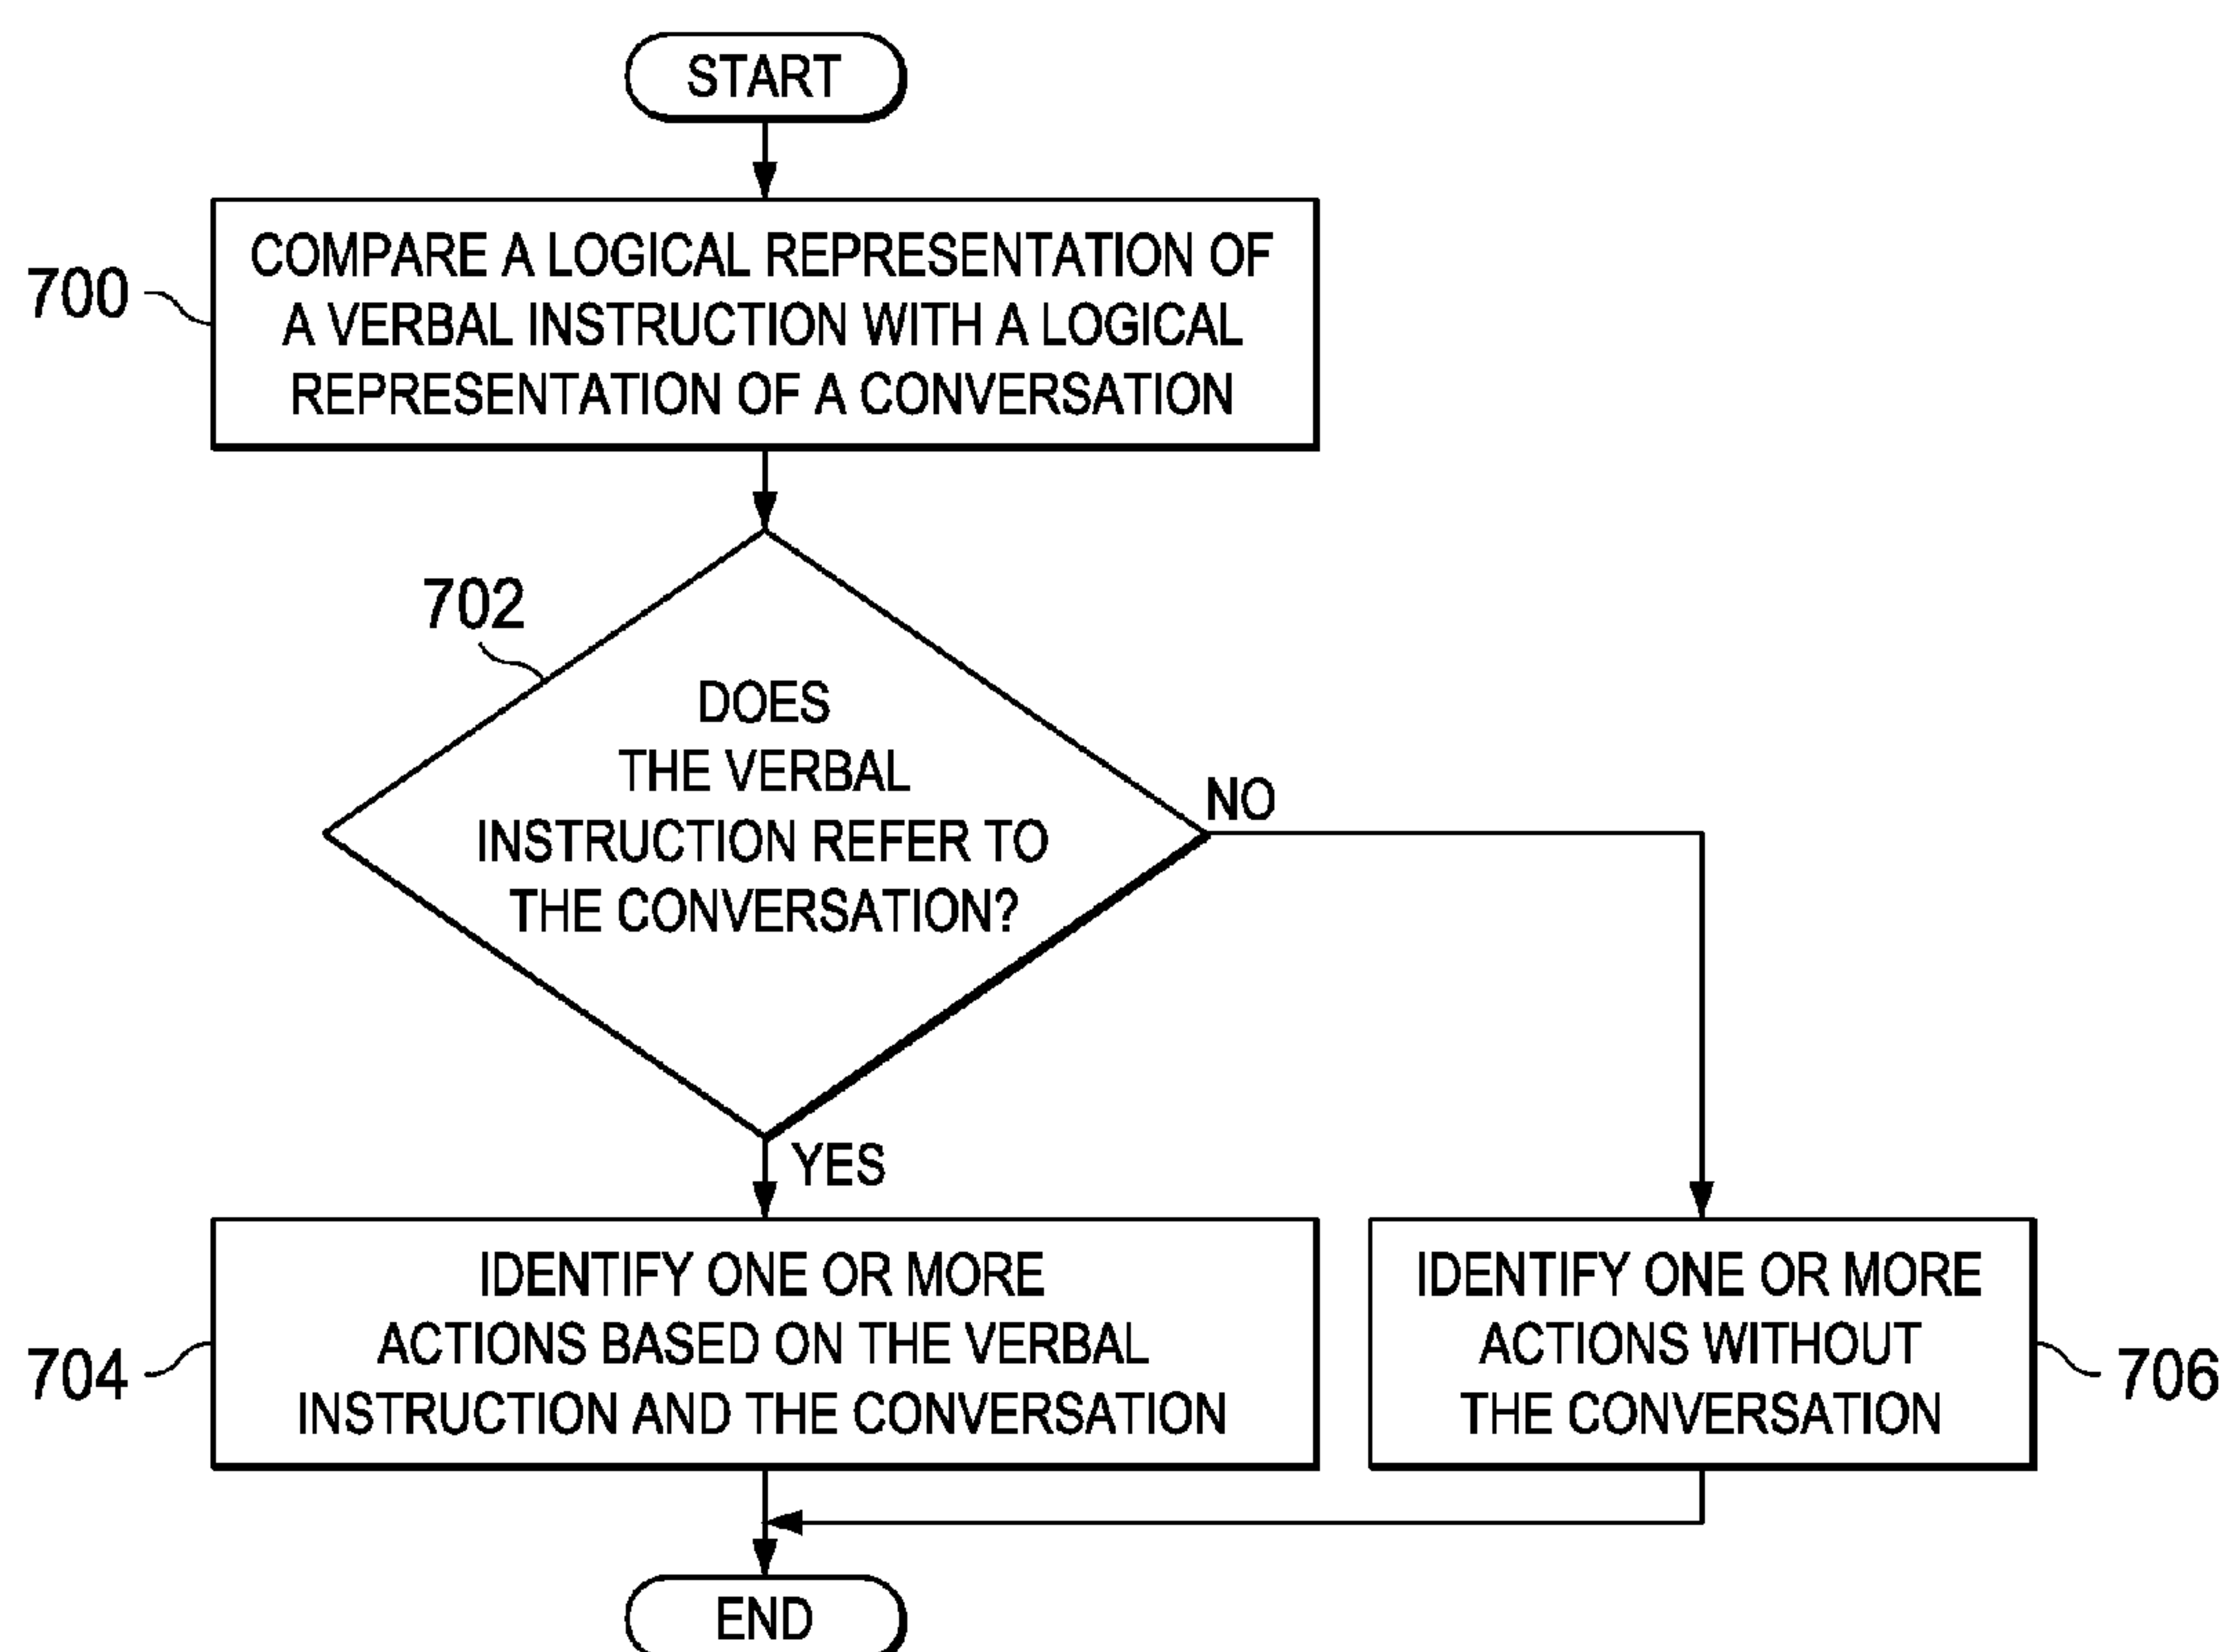 START
700
COMPARE A LOGICAL REPRESENTATION OF
A VERBAL INSTRUCTION WITH A LOGICAL
REPRESENTATION OF A CONVERSATION
702
DOES
THE VERBAL
INSTRUCTION REFER TO
THE CONVERSATION?
NO
YES
704
IDENTIFY ONE OR MORE
ACTIONS BASED ON THE VERBAL
INSTRUCTION AND THE CONVERSATION
IDENTIFY ONE OR MORE
ACTIONS WITHOUT
THE CONVERSATION
706
END